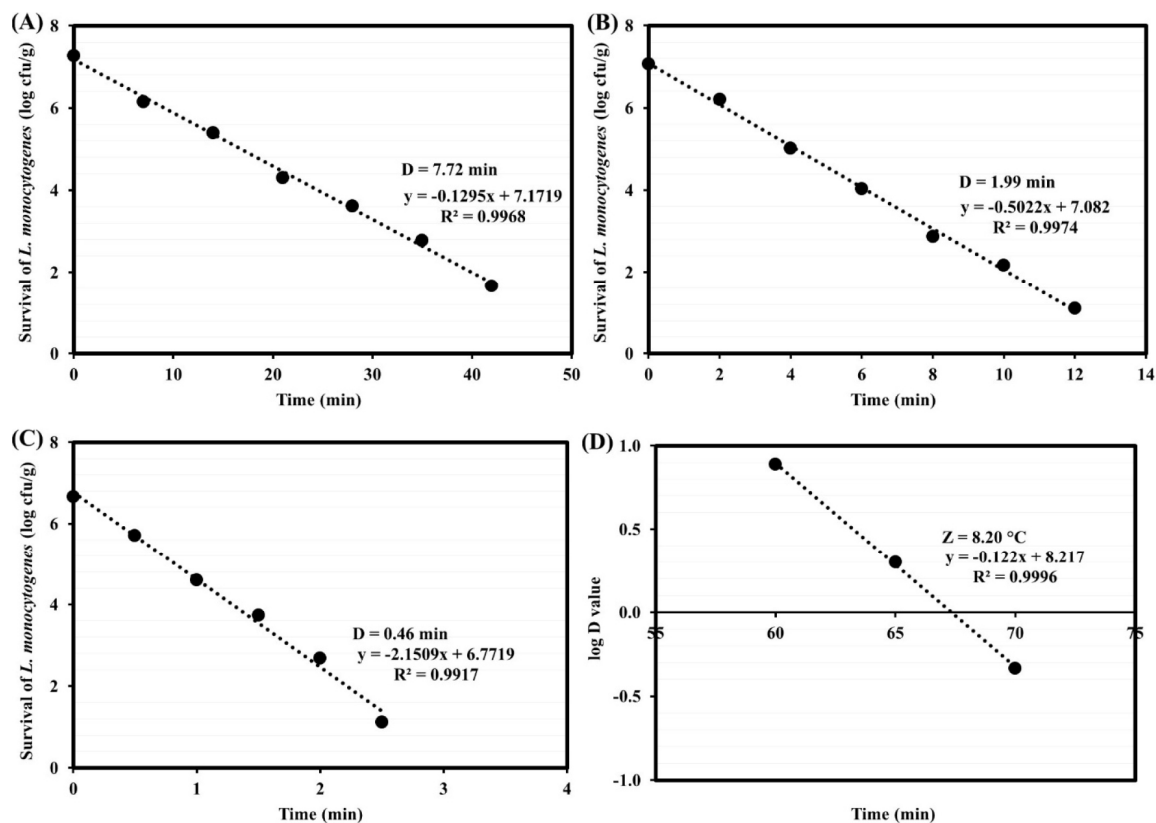 (A)
8
6
4
2
0
Survival of L. monocytogenes (log cfu/g)
D = 7.72 min
y = -0.1295x + 7.1719
R² = 0.9968
0 10 20 30 40 50
Time (min)
(B)
8
6
4
2
0
Survival of L. monocytogenes (log cfu/g)
D = 1.99 min
y = -0.5022x + 7.082
R² = 0.9974
0 2 4 6 8 10 12 14
Time (min)
(C)
8
6
4
2
0
Survival of L. monocytogenes (log cfu/g)
D = 0.46 min
y = -2.1509x + 6.7719
R² = 0.9917
0 1 2 3 4
Time (min)
(D)
1.0
0.5
0.0
-0.5
-1.0
log D value
Z = 8.20 °C
y = -0.122x + 8.217
R² = 0.9996
55 60 65 70 75
Time (min)